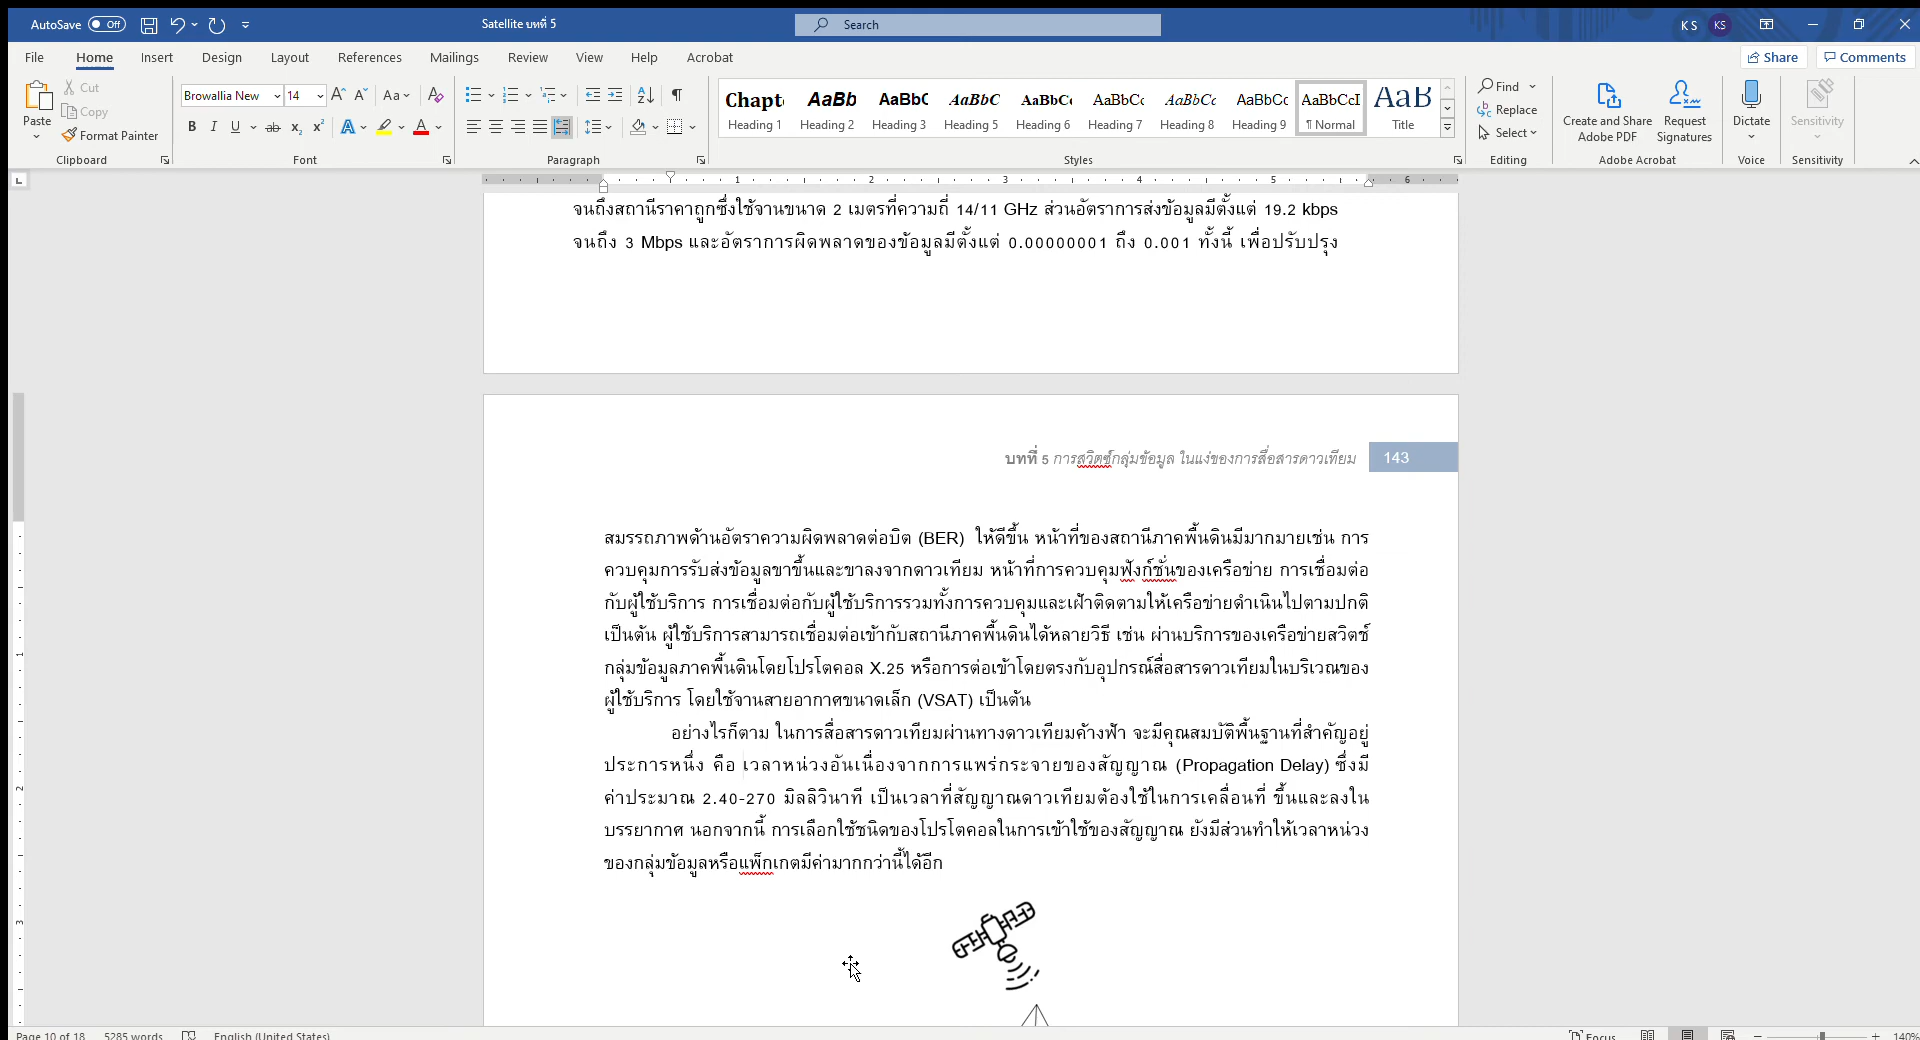 AutoSave Off
Satellite บทที่ 5
Search
K S KS
File Home Insert Design Layout References Mailings Review View Help Acrobat
Share Comments
Paste
Cut
Copy
Format Painter
Clipboard
Browallia New 14
Font
Paragraph
Chapt AaBb AaBbC AaBbC AaBbCc AaBbCc AaBbCc AaBbCc AaBbCcI AaB
Heading 1 Heading 2 Heading 3 Heading 5 Heading 6 Heading 7 Heading 8 Heading 9 ¶ Normal Title
Styles
Find
Replace
Select
Editing
Create and Share Adobe PDF
Request Signatures
Adobe Acrobat
Dictate
Voice
Sensitivity
Sensitivity
1 2 3 4 5 6
จนถึงสถานีราคาถูกซึ่งใช้จานขนาด 2 เมตรที่ความถี่ 14/11 GHz ส่วนอัตราการส่งข้อมูลมีตั้งแต่ 19.2 kbps
จนถึง 3 Mbps และอัตราการผิดพลาดของข้อมูลมีตั้งแต่ 0.00000001 ถึง 0.001 ทั้งนี้ เพื่อปรับปรุง
บทที่ 5 การสวิตซ์กลุ่มข้อมูล ในแง่ของการสื่อสารดาวเทียม 143
สมรรถภาพด้านอัตราความผิดพลาดต่อบิต (BER) ให้ดีขึ้น หน้าที่ของสถานีภาคพื้นดินมีมากมายเช่น การ
ควบคุมการรับส่งข้อมูลขาขึ้นและขาลงจากดาวเทียม หน้าที่การควบคุมฟังก์ชั่นของเครือข่าย การเชื่อมต่อ
กับผู้ใช้บริการ การเชื่อมต่อกับผู้ใช้บริการรวมทั้งการควบคุมและเฝ้าติดตามให้เครือข่ายดำเนินไปตามปกติ
เป็นต้น ผู้ใช้บริการสามารถเชื่อมต่อเข้ากับสถานีภาคพื้นดินได้หลายวิธี เช่น ผ่านบริการของเครือข่ายสวิตซ์
กลุ่มข้อมูลภาคพื้นดินโดยโปรโตคอล X.25 หรือการต่อเข้าโดยตรงกับอุปกรณ์สื่อสารดาวเทียมในบริเวณของ
ผู้ใช้บริการ โดยใช้จานสายอากาศขนาดเล็ก (VSAT) เป็นต้น
อย่างไรก็ตาม ในการสื่อสารดาวเทียมผ่านทางดาวเทียมค้างฟ้า จะมีคุณสมบัติพื้นฐานที่สำคัญอยู่
ประการหนึ่ง คือ เวลาหน่วงอันเนื่องจากการแพร่กระจายของสัญญาณ (Propagation Delay) ซึ่งมี
ค่าประมาณ 2.40-270 มิลลิวินาที เป็นเวลาที่สัญญาณดาวเทียมต้องใช้ในการเคลื่อนที่ ขึ้นและลงใน
บรรยากาศ นอกจากนี้ การเลือกใช้ชนิดของโปรโตคอลในการเข้าใช้ของสัญญาณ ยังมีส่วนทำให้เวลาหน่วง
ของกลุ่มข้อมูลหรือแพ็กเกตมีค่ามากกว่านี้ได้อีก
Page 10 of 18 5285 words English (United States)
Focus 140%